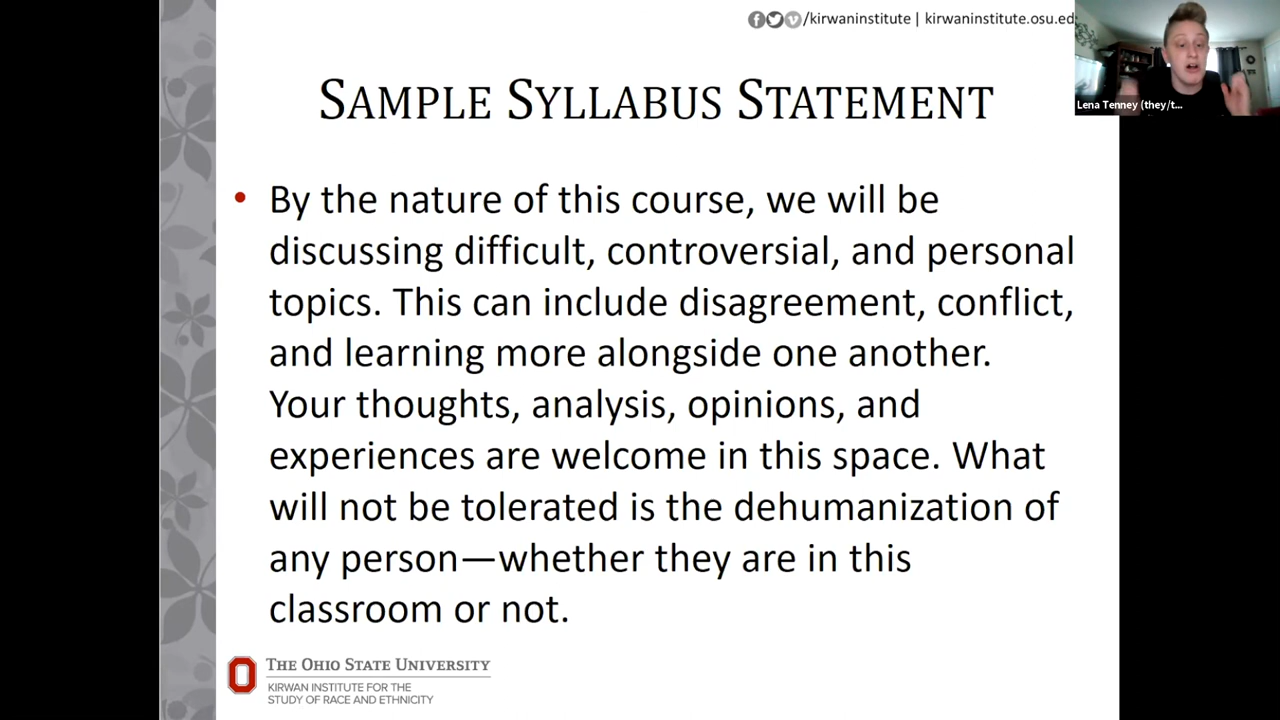 /kirwaninstitute | kirwaninstitute.osu.ed
Lena Tenney (they/t...
SAMPLE SYLLABUS STATEMENT
• By the nature of this course, we will be
discussing difficult, controversial, and personal
topics. This can include disagreement, conflict,
and learning more alongside one another.
Your thoughts, analysis, opinions, and
experiences are welcome in this space. What
will not be tolerated is the dehumanization of
any person—whether they are in this
classroom or not.
THE OHIO STATE UNIVERSITY
KIRWAN INSTITUTE FOR THE
STUDY OF RACE AND ETHNICITY